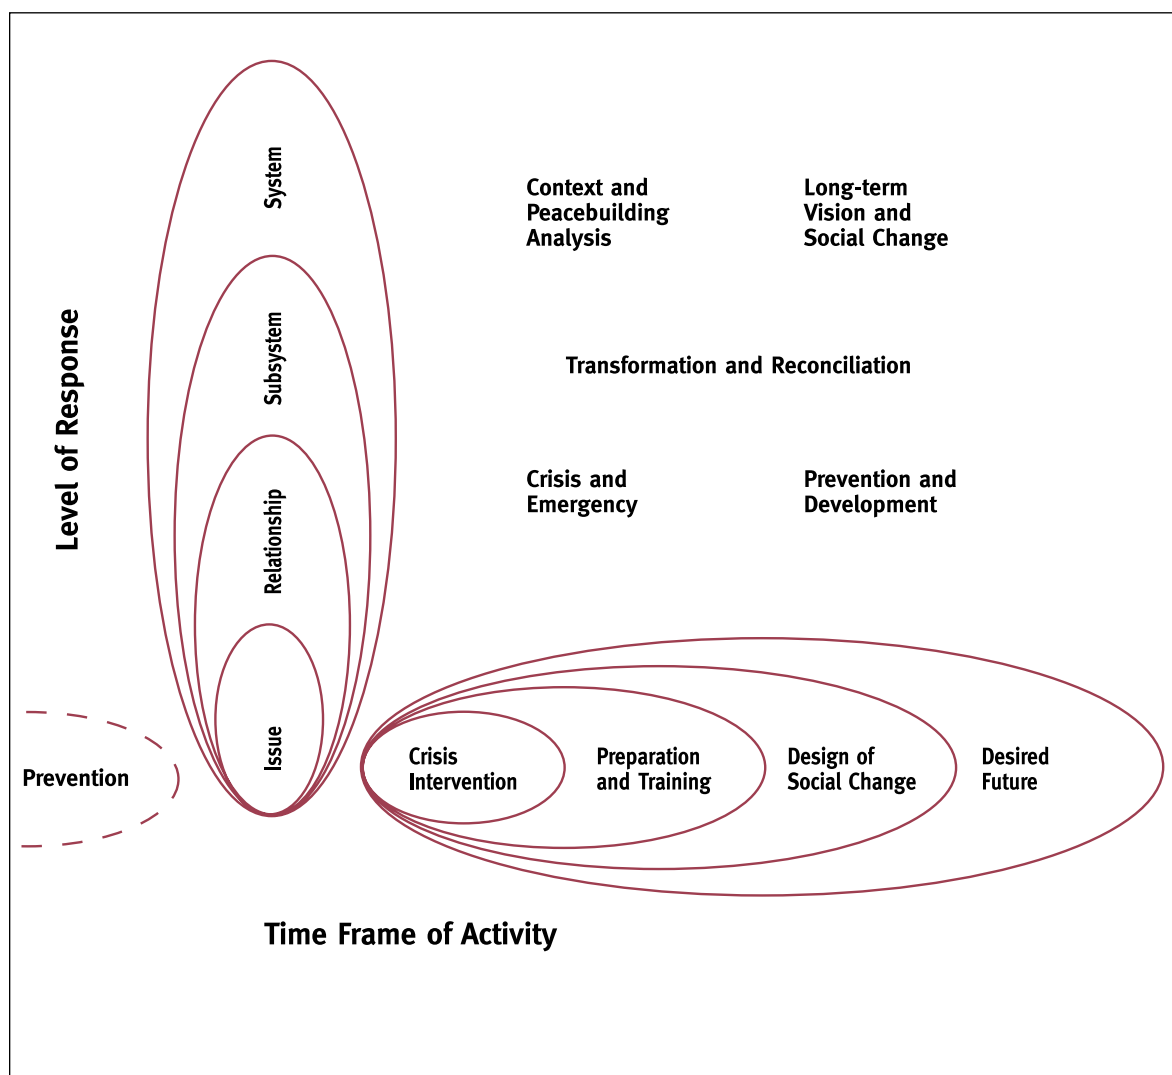 System
Subsystem
Relationship
Issue
Level of Response
Context and
Peacebuilding
Analysis
Long-term
Vision and
Social Change
Transformation and Reconciliation
Crisis and
Emergency
Prevention and
Development
Prevention
Crisis
Intervention
Preparation
and Training
Design of
Social Change
Desired
Future
Time Frame of Activity